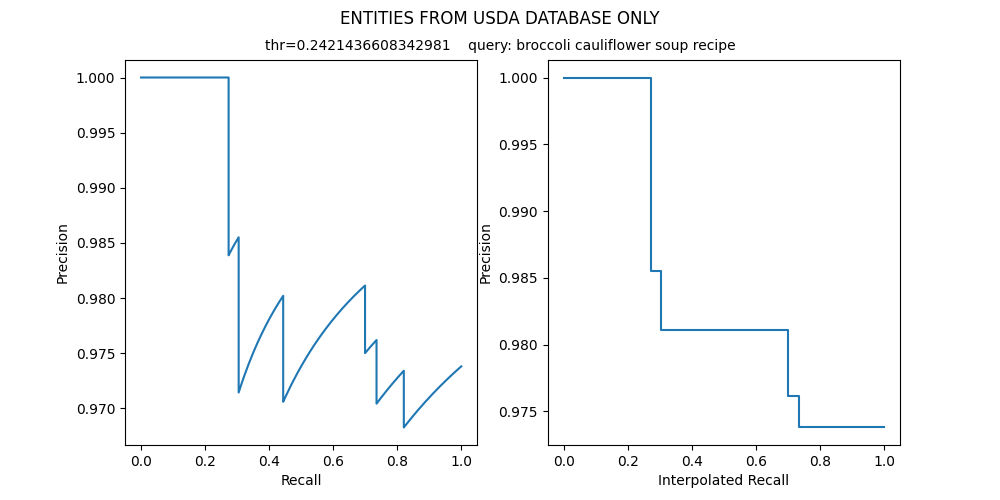 ENTITIES FROM USDA DATABASE ONLY
thr=0.2421436608342981    query: broccoli cauliflower soup recipe
1.000
0.995
0.990
0.985
0.980
0.975
0.970
Precision
0.0 0.2 0.4 0.6 0.8 1.0
Recall
1.000
0.995
0.990
0.985
0.980
0.975
Precision
0.0 0.2 0.4 0.6 0.8 1.0
Interpolated Recall